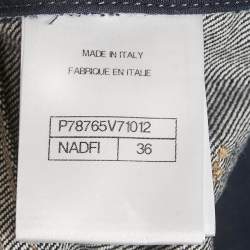 MADE IN ITALY
FABRIQUE EN ITALIE
P78765V71012
NADFI 36